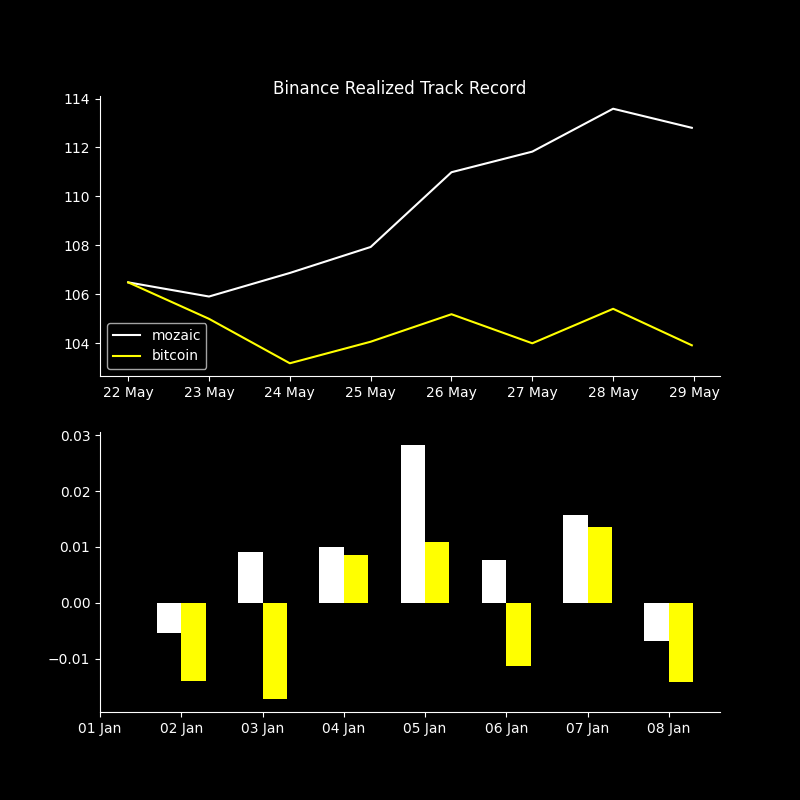 Binance Realized Track Record
114
112
110
108
106
104
mozaic
bitcoin
22 May 23 May 24 May 25 May 26 May 27 May 28 May 29 May
0.03
0.02
0.01
0.00
−0.01
01 Jan 02 Jan 03 Jan 04 Jan 05 Jan 06 Jan 07 Jan 08 Jan